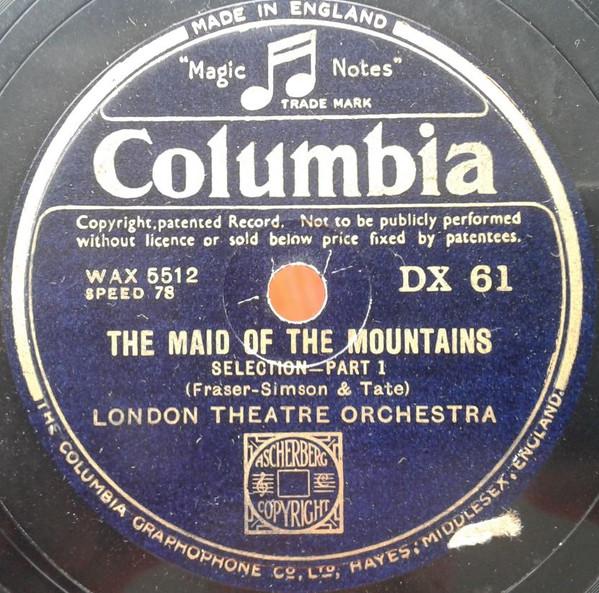 MADE IN ENGLAND
"Magic Notes"
TRADE MARK
Columbia
Copyright, patented Record. Not to be publicly performed
without licence or sold below price fixed by patentees.
WAX 5512
SPEED 78
DX 61
THE MAID OF THE MOUNTAINS
SELECTION—PART 1
(Fraser-Simson & Tate)
LONDON THEATRE ORCHESTRA
ASCHERBERG
COPYRIGHT
THE COLUMBIA GRAPHOPHONE CO, LTD, HAYES; MIDDLESEX, ENGLAND.